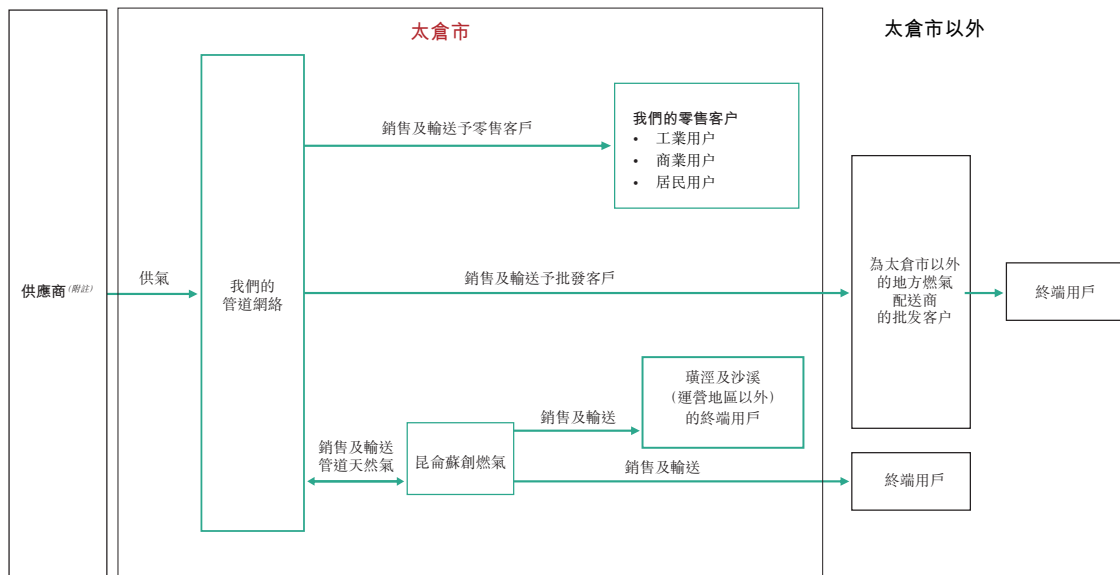 太倉市
太倉市以外
銷售及輸送予零售客戶
我們的零售客户
• 工業用户
• 商業用户
• 居民用户
供應商(附註)
供氣
我們的
管道網絡
銷售及輸送予批發客戶
為太倉市以外
的地方燃氣
配送商
的批发客户
終端用戶
璜涇及沙溪
(運營地區以外)
的終端用戶
銷售及輸送
銷售及輸送
管道天然氣
昆侖蘇創燃氣
銷售及輸送
終端用戶